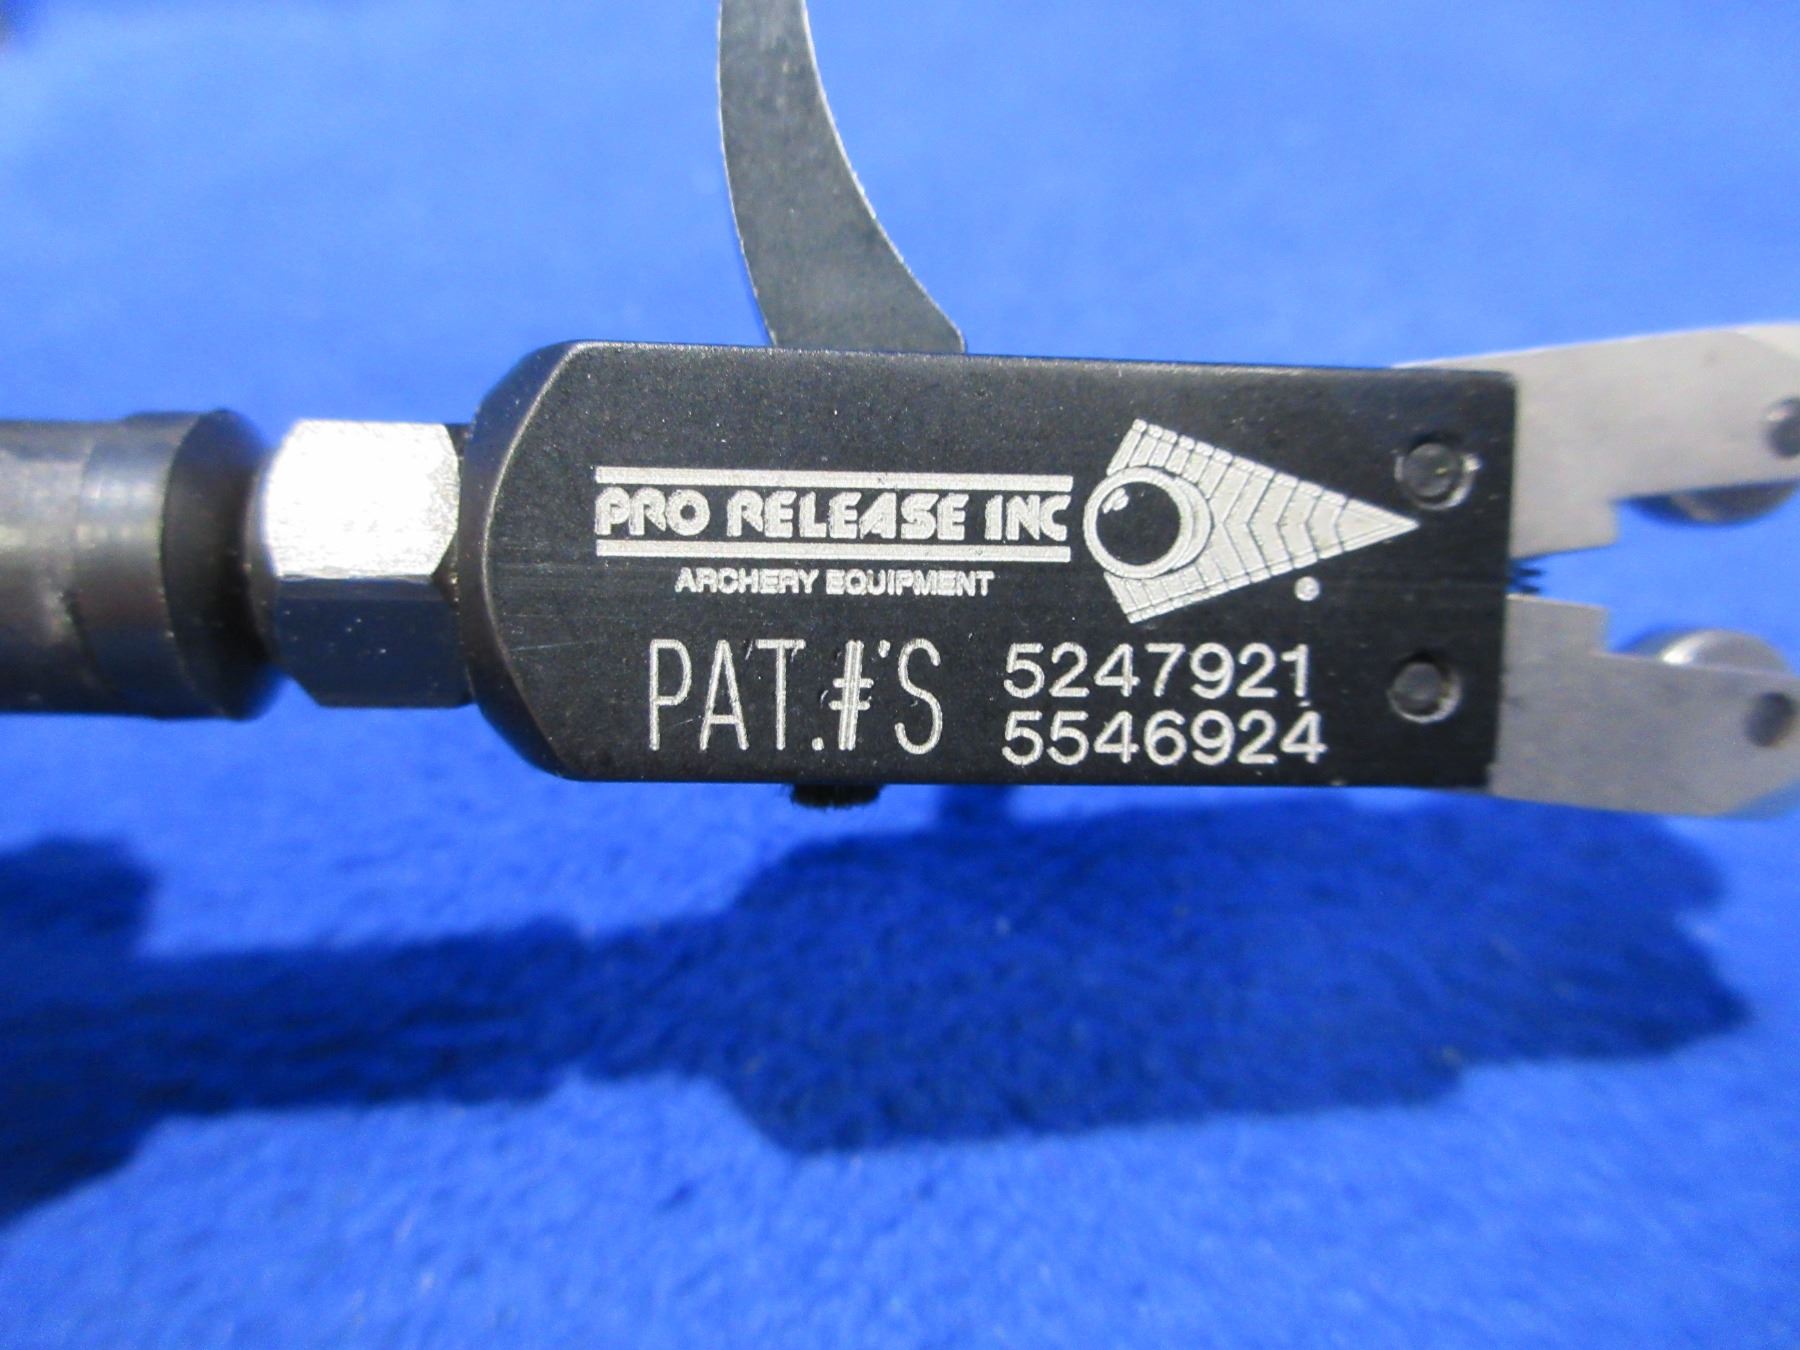 PRO RELEASE INC
ARCHERY EQUIPMENT
®
PAT.#'S 5247921
5546924